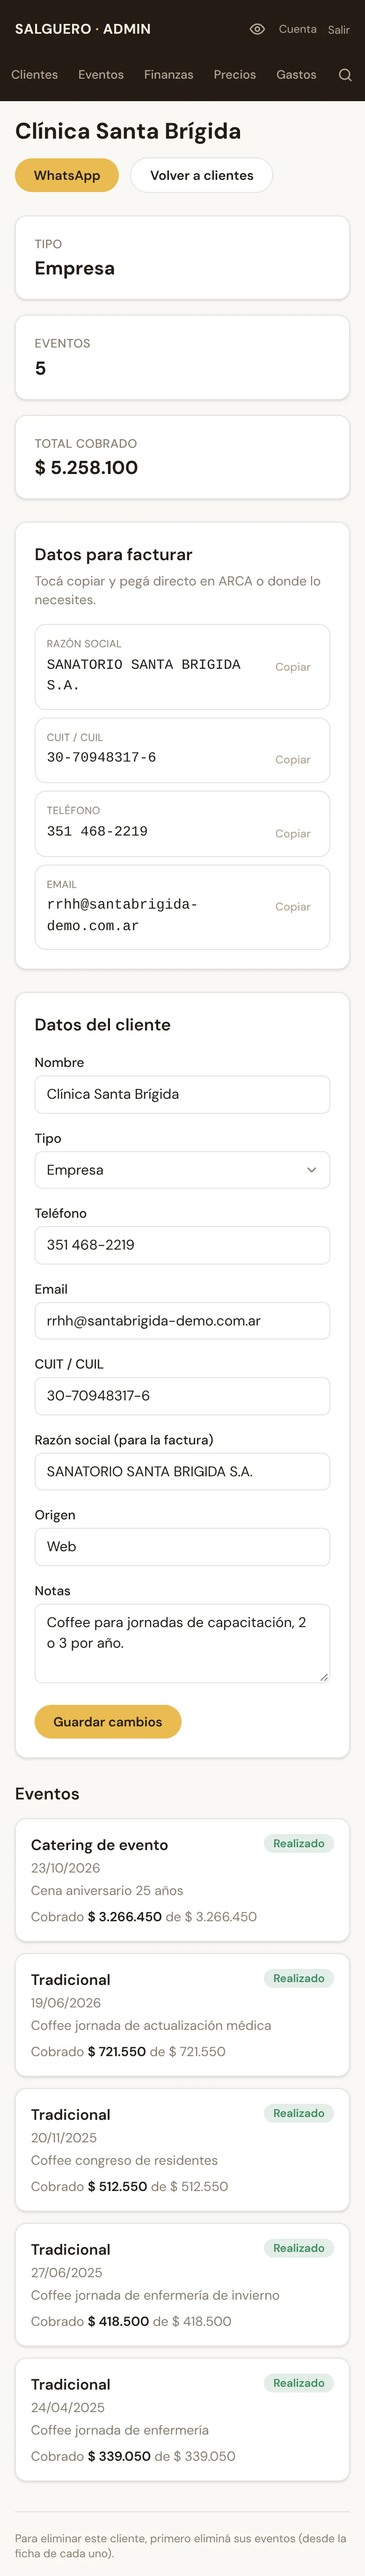 SALGUERO · ADMIN
Cuenta
Salir
Clientes
Eventos
Finanzas
Precios
Gastos
Clínica Santa Brígida
WhatsApp
Volver a clientes
TIPO
Empresa
EVENTOS
5
TOTAL COBRADO
$ 5.258.100
Datos para facturar
Tocá copiar y pegá directo en ARCA o donde lo
necesites.
RAZÓN SOCIAL
SANATORIO SANTA BRIGIDA
S.A.
Copiar
CUIT / CUIL
30-70948317-6
Copiar
TELÉFONO
351 468-2219
Copiar
EMAIL
rrhh@santabrigida-
demo.com.ar
Copiar
Datos del cliente
Nombre
Clínica Santa Brígida
Tipo
Empresa
Teléfono
351 468-2219
Email
rrhh@santabrigida-demo.com.ar
CUIT / CUIL
30-70948317-6
Razón social (para la factura)
SANATORIO SANTA BRIGIDA S.A.
Origen
Web
Notas
Coffee para jornadas de capacitación, 2
o 3 por año.
Guardar cambios
Eventos
Catering de evento
Realizado
23/10/2026
Cena aniversario 25 años
Cobrado $ 3.266.450 de $ 3.266.450
Tradicional
Realizado
19/06/2026
Coffee jornada de actualización médica
Cobrado $ 721.550 de $ 721.550
Tradicional
Realizado
20/11/2025
Coffee congreso de residentes
Cobrado $ 512.550 de $ 512.550
Tradicional
Realizado
27/06/2025
Coffee jornada de enfermería de invierno
Cobrado $ 418.500 de $ 418.500
Tradicional
Realizado
24/04/2025
Coffee jornada de enfermería
Cobrado $ 339.050 de $ 339.050
Para eliminar este cliente, primero eliminá sus eventos (desde la
ficha de cada uno).